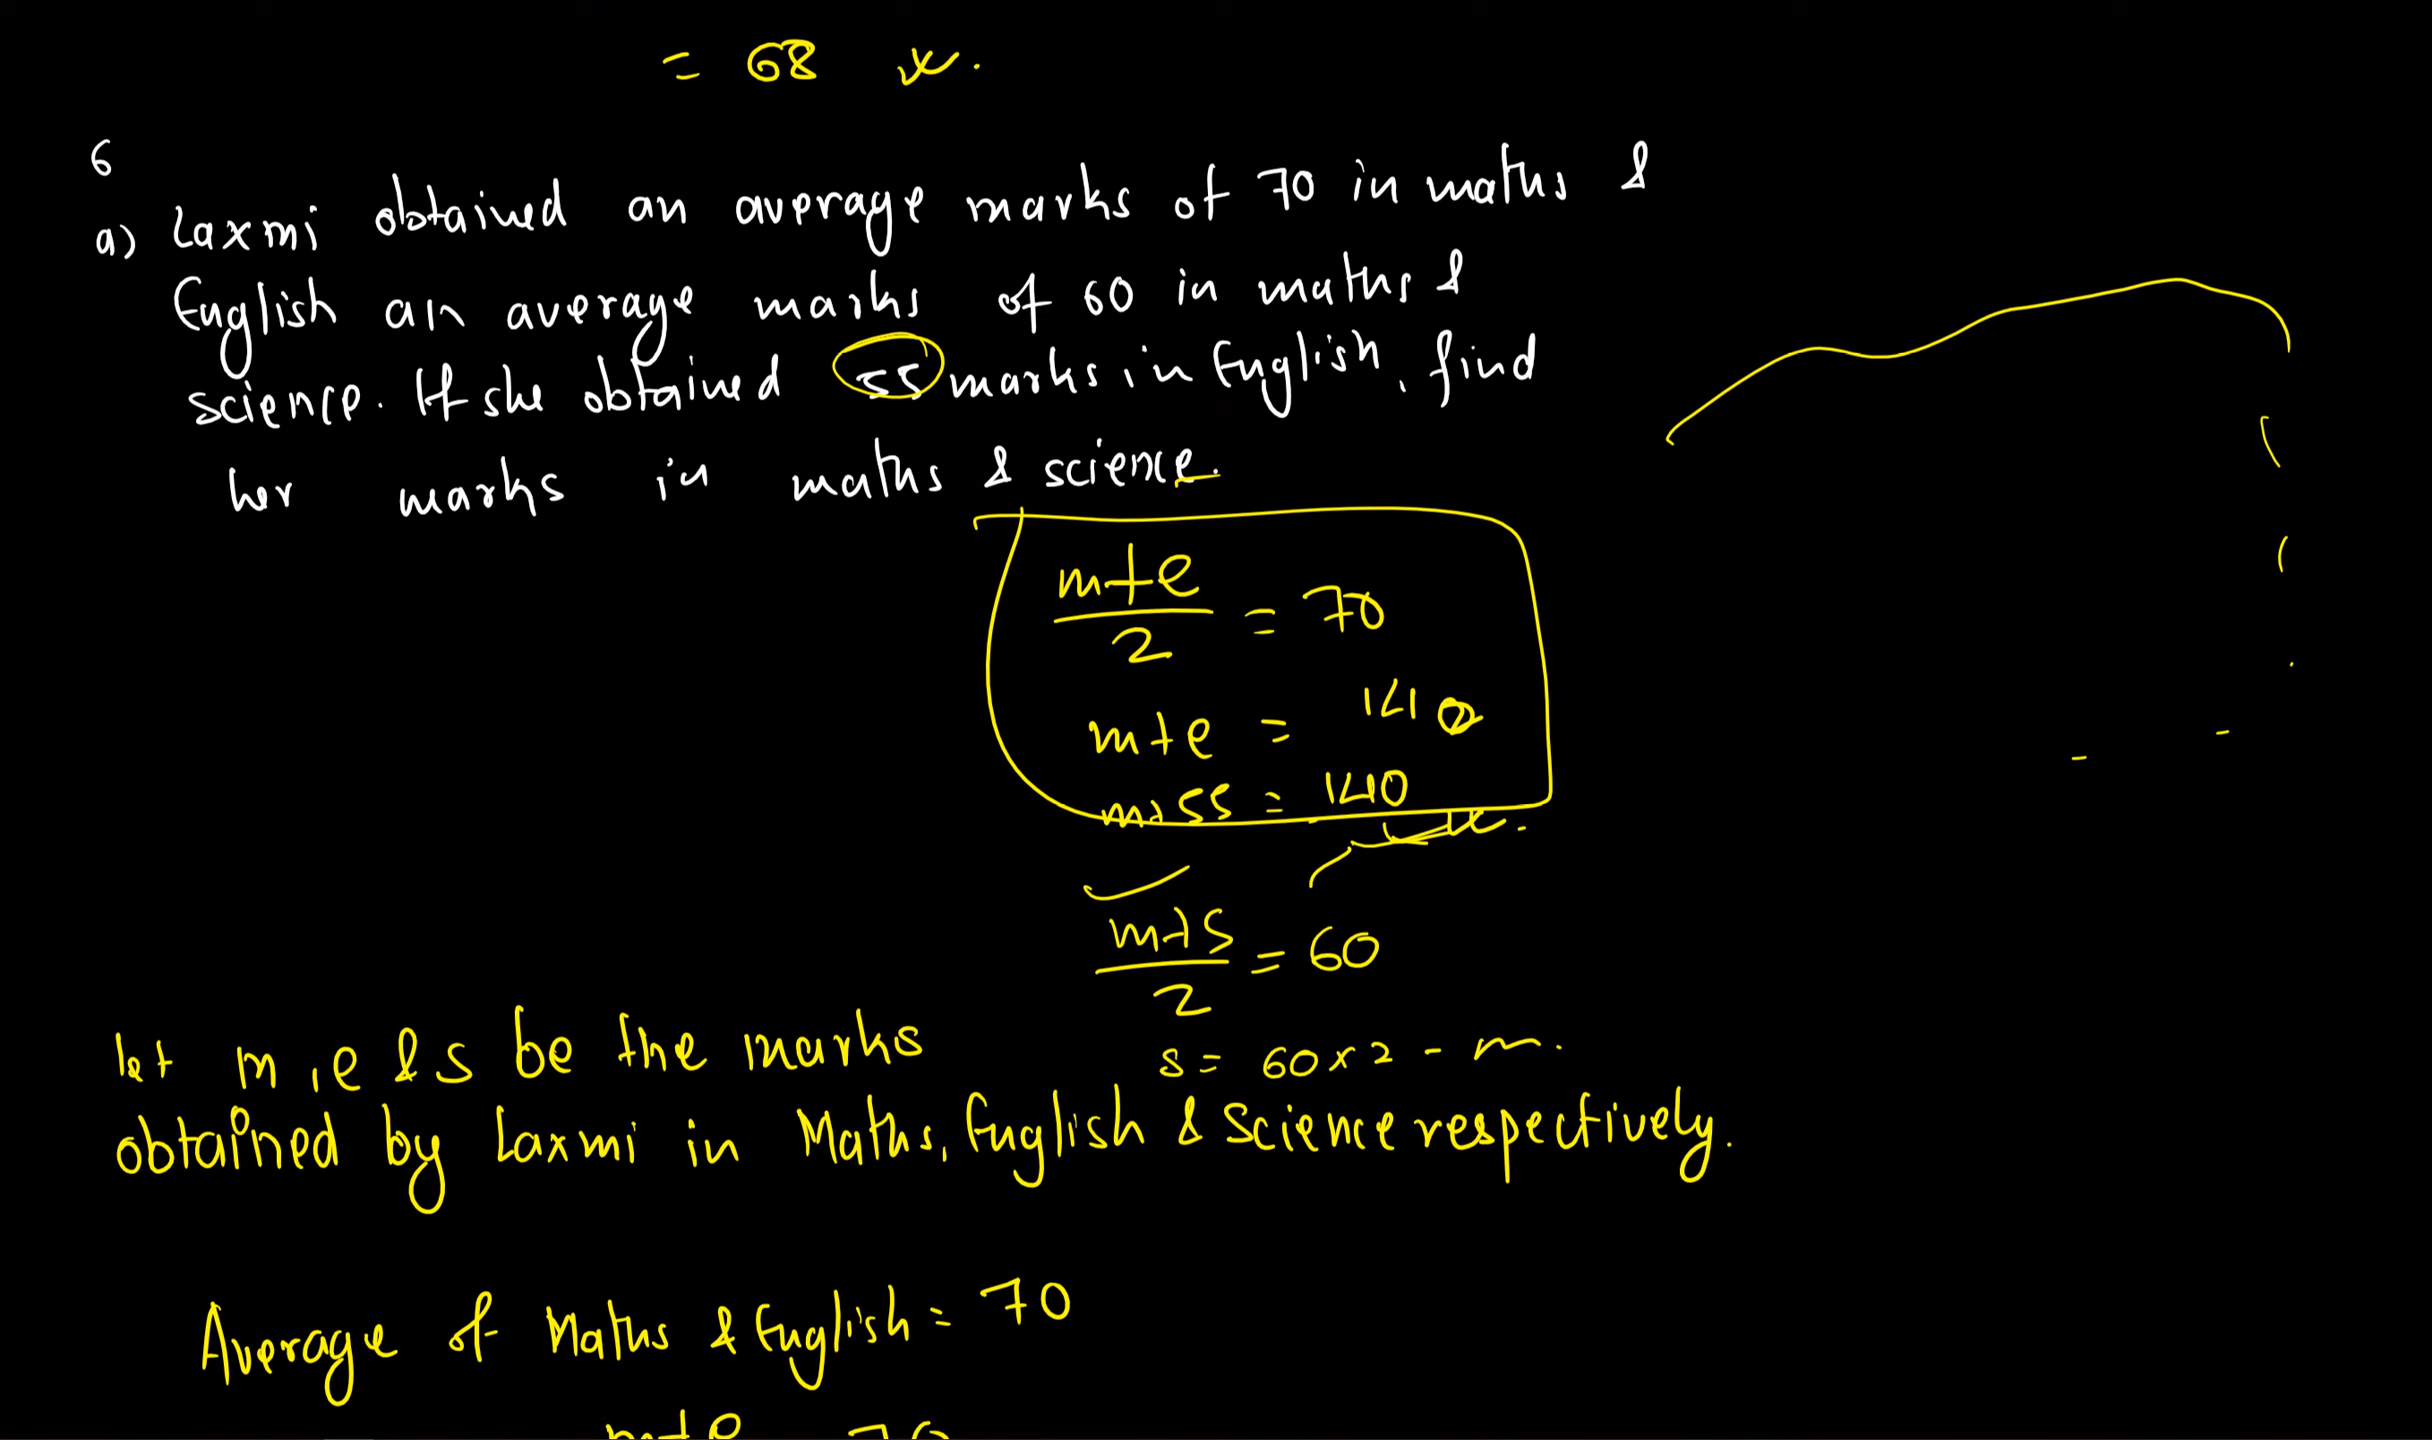 = 68
6
a) Laxmi obtained an average marks of 70 in maths &
English an average marks of 60 in maths &
science. If she obtained 55 marks in English, find
her marks in maths & science.
m+e
2
= 70
m+e = 140
m+55 = 140
m+s
2
= 60
s = 60 x 2 - m.
let m, e & s be the marks
obtained by Laxmi in Maths, English & Science respectively.
Average of Maths & English = 70